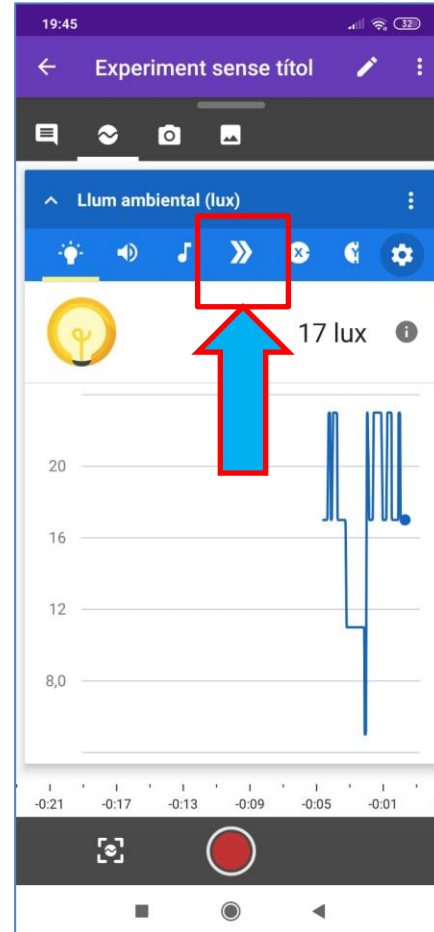 19:45
32
Experiment sense títol
Llum ambiental (lux)
X
Y
17 lux
20
16
12
8,0
-0:21 -0:17 -0:13 -0:09 -0:05 -0:01